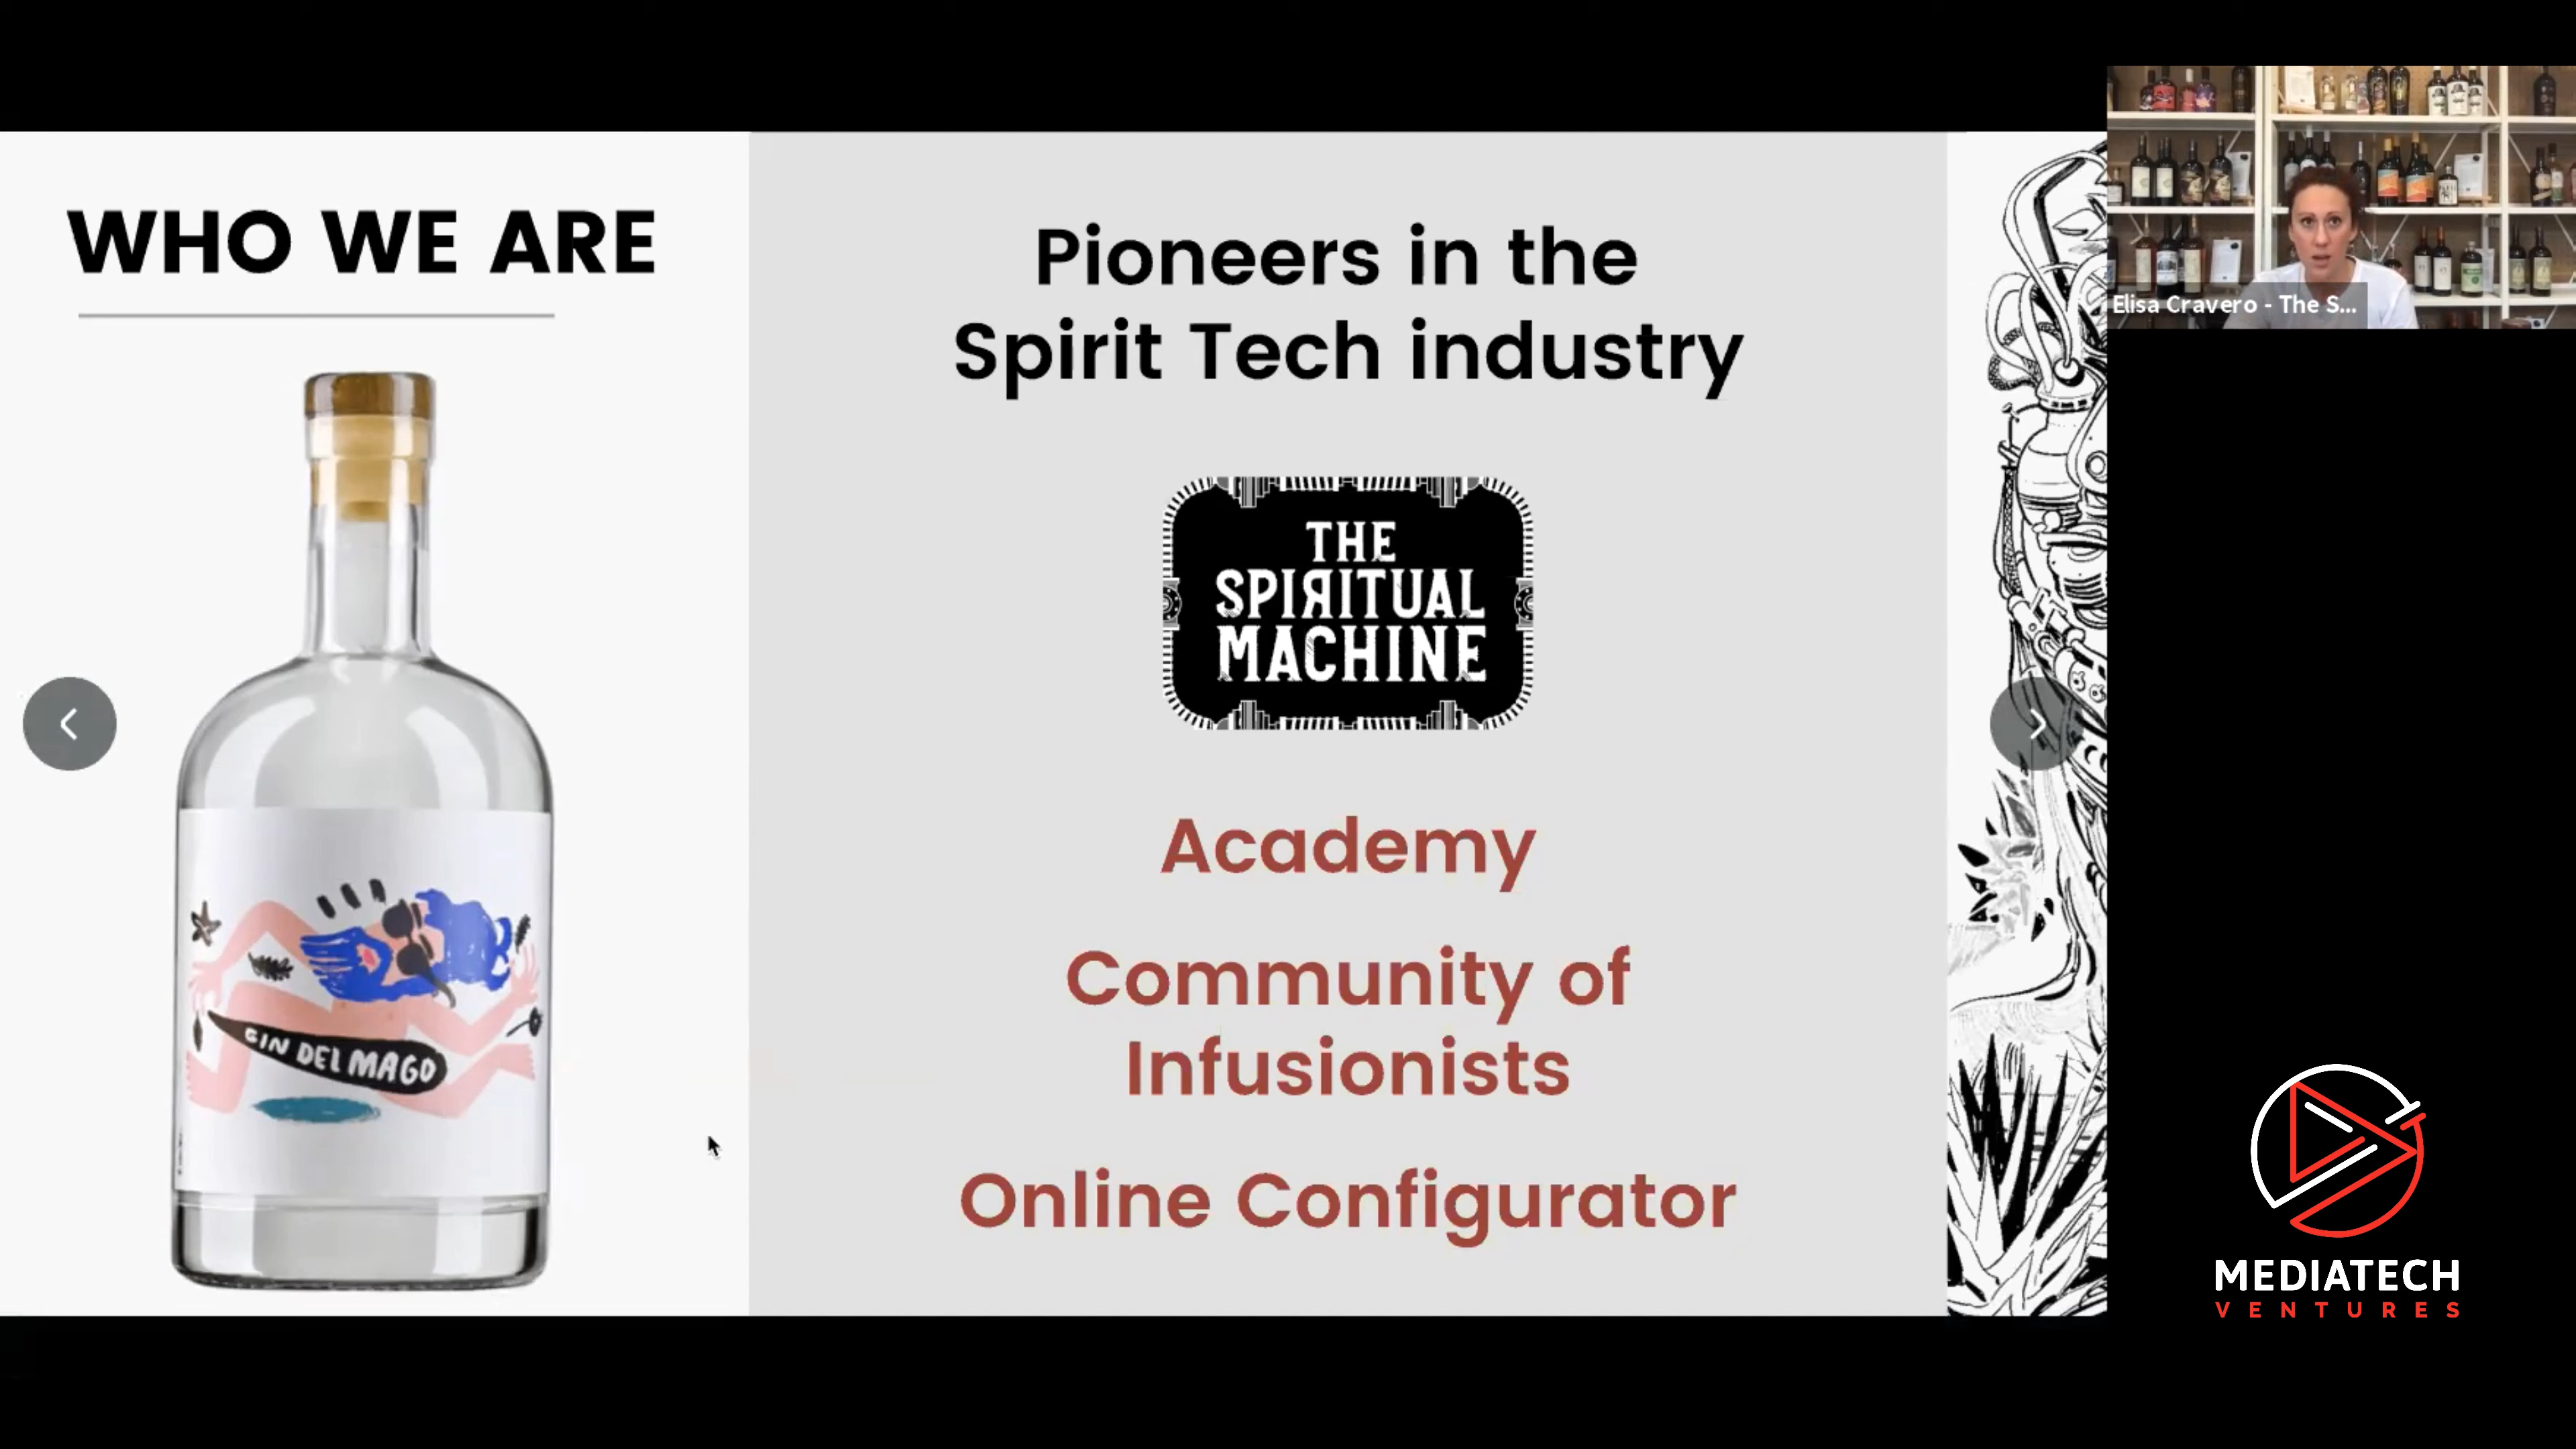 WHO WE ARE
GIN DEL MAGO
Pioneers in the
Spirit Tech industry
THE
SPIЯITUAL
MACHINE
Academy
Community of
Infusionists
Online Configurator
Elisa Cravero - The S...
MEDIATECH
VENTURES